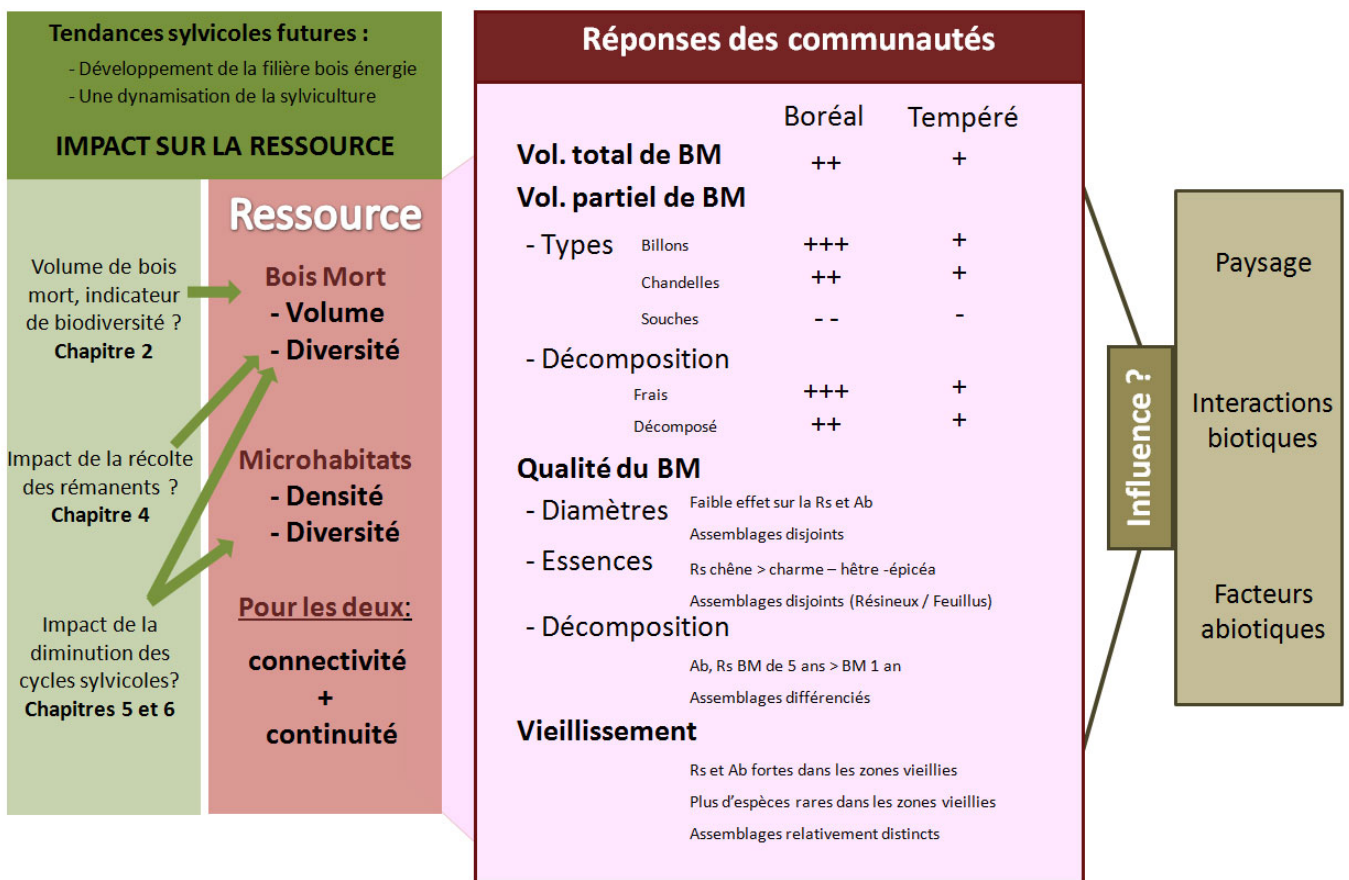 Tendances sylvicoles futures :
- Développement de la filière bois énergie
- Une dynamisation de la sylviculture
IMPACT SUR LA RESSOURCE
Volume de bois
mort, indicateur
de biodiversité ?
Chapitre 2
Impact de la récolte
des rémanents ?
Chapitre 4
Impact de la
diminution des
cycles sylvicoles?
Chapitres 5 et 6
Ressource
Bois Mort
- Volume
- Diversité
Microhabitats
- Densité
- Diversité
Pour les deux:
connectivité
+
continuité
Réponses des communautés
Boréal Tempéré
Vol. total de BM ++ +
Vol. partiel de BM
- Types Billons +++ +
Chandelles ++ +
Souches - - -
- Décomposition
Frais +++ +
Décomposé ++ +
Qualité du BM
- Diamètres Faible effet sur la Rs et Ab
Assemblages disjoints
- Essences Rs chêne > charme – hêtre -épicéa
Assemblages disjoints (Résineux / Feuillus)
- Décomposition
Ab, Rs BM de 5 ans > BM 1 an
Assemblages différenciés
Vieillissement
Rs et Ab fortes dans les zones vieillies
Plus d'espèces rares dans les zones vieillies
Assemblages relativement distincts
Influence ?
Paysage
Interactions
biotiques
Facteurs
abiotiques